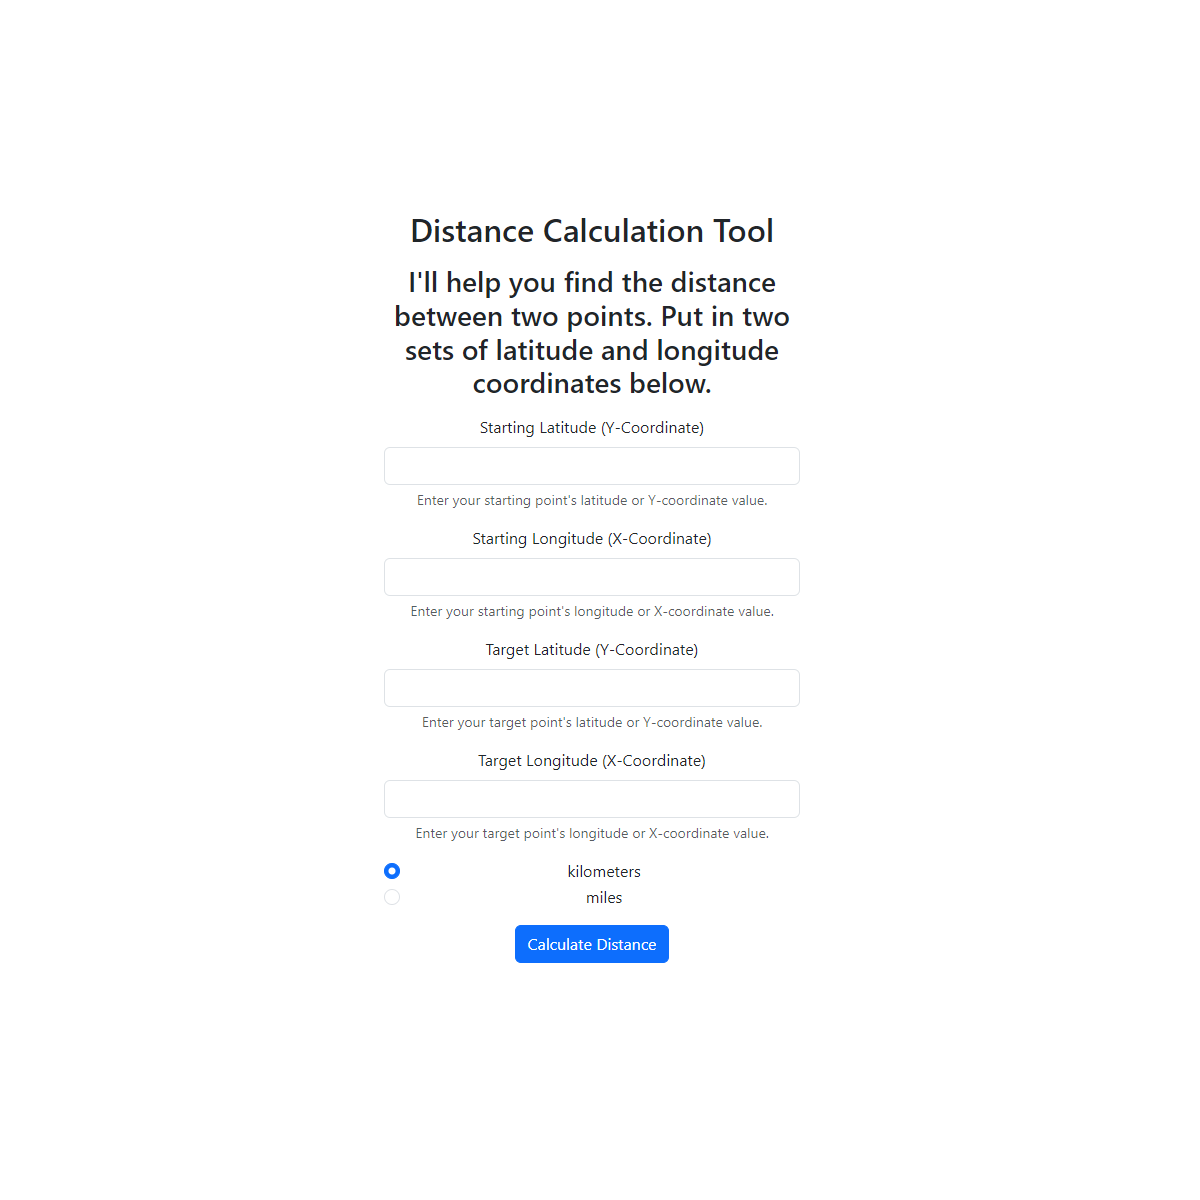 Distance Calculation Tool
I'll help you find the distance
between two points. Put in two
sets of latitude and longitude
coordinates below.
Starting Latitude (Y-Coordinate)
Enter your starting point's latitude or Y-coordinate value.
Starting Longitude (X-Coordinate)
Enter your starting point's longitude or X-coordinate value.
Target Latitude (Y-Coordinate)
Enter your target point's latitude or Y-coordinate value.
Target Longitude (X-Coordinate)
Enter your target point's longitude or X-coordinate value.
kilometers
miles
Calculate Distance